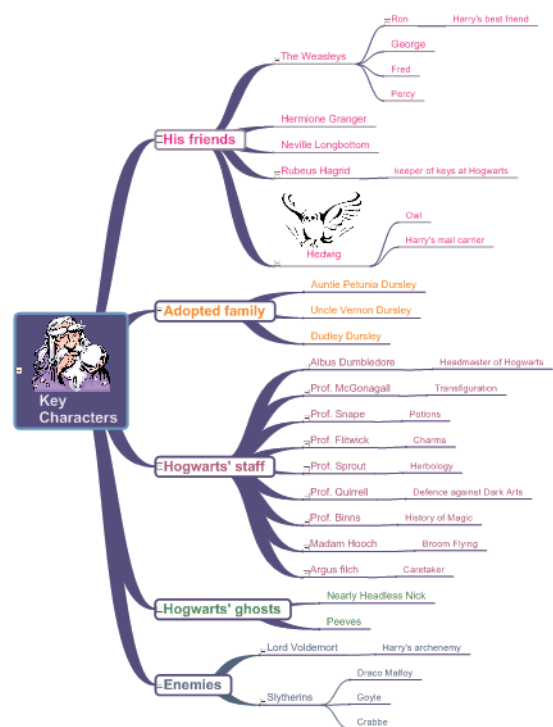 Ron
Harry's best friend
The Weasleys
George
Fred
Percy
His friends
Hermione Granger
Neville Longbottom
Rubeus Hagrid
keeper of keys at Hogwarts
Hedwig
Owl
Harry's mail carrier
Key
Characters
Adopted family
Auntie Petunia Dursley
Uncle Vernon Dursley
Dudley Dursley
Hogwarts' staff
Albus Dumbledore
Headmaster of Hogwarts
Prof. McGonagall
Transfiguration
Prof. Snape
Potions
Prof. Flitwick
Charms
Prof. Sprout
Herbology
Prof. Quirrell
Defence against Dark Arts
Prof. Binns
History of Magic
Madam Hooch
Broom Flying
Argus filch
Caretaker
Hogwarts' ghosts
Nearly Headless Nick
Peeves
Enemies
Lord Voldemort
Harry's archenemy
Slytherins
Draco Malfoy
Goyle
Crabbe